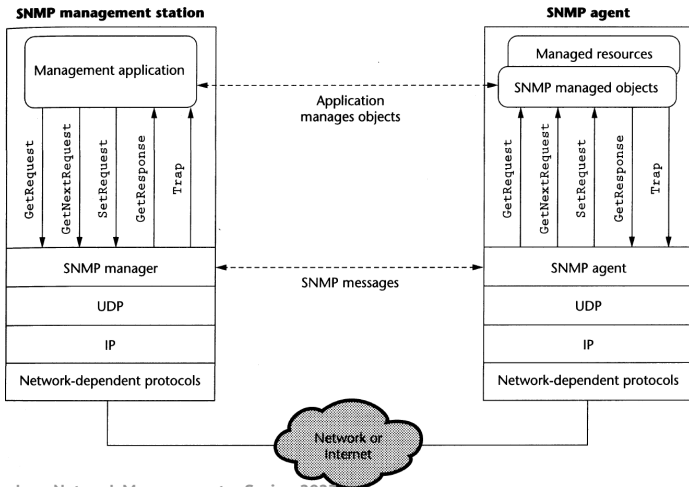 SNMP management station
SNMP agent
Management application
Managed resources
SNMP managed objects
Application
manages objects
GetRequest
GetNextRequest
SetRequest
GetResponse
Trap
GetRequest
GetNextRequest
SetRequest
GetResponse
Trap
SNMP manager
SNMP agent
SNMP messages
UDP
UDP
IP
IP
Network-dependent protocols
Network-dependent protocols
Network or
Internet